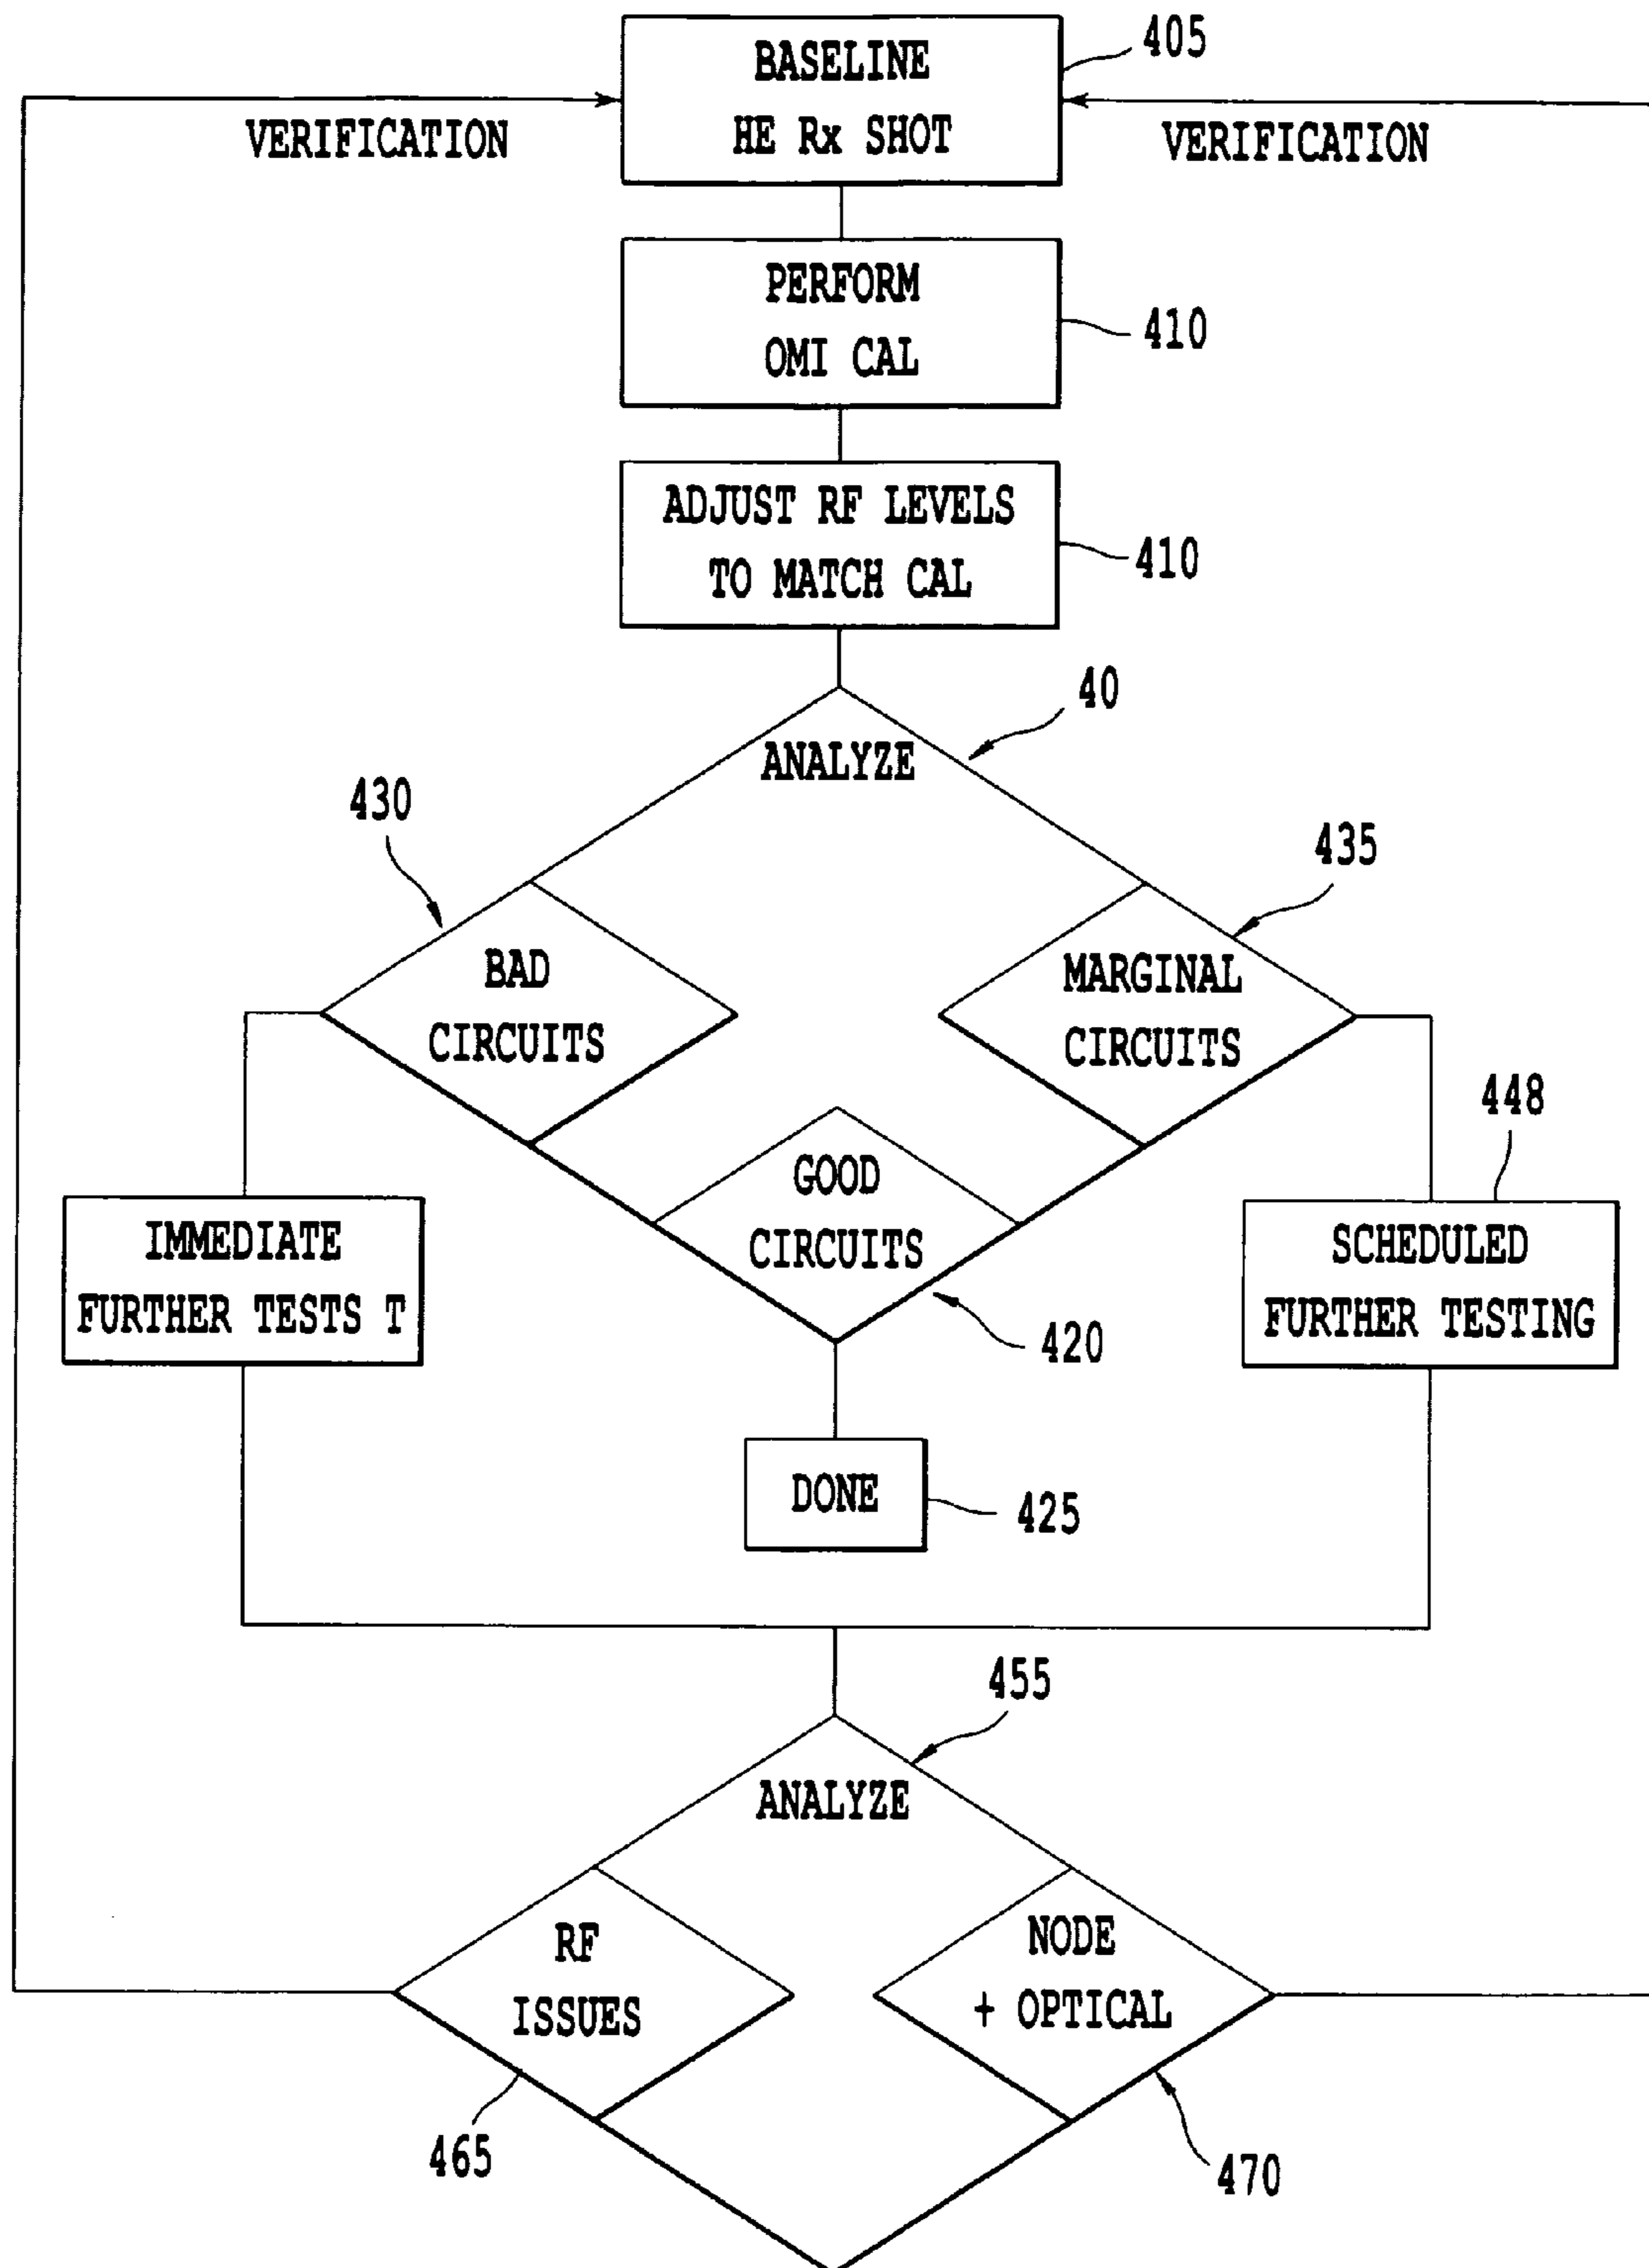 BASELINE
HE Rx SHOT
405
VERIFICATION
VERIFICATION
PERFORM
OMI CAL
410
ADJUST RF LEVELS
TO MATCH CAL
410
ANALYZE
40
430
BAD
CIRCUITS
435
MARGINAL
CIRCUITS
GOOD
CIRCUITS
420
IMMEDIATE
FURTHER TESTS T
448
SCHEDULED
FURTHER TESTING
DONE
425
455
ANALYZE
RF
ISSUES
465
NODE
+ OPTICAL
470